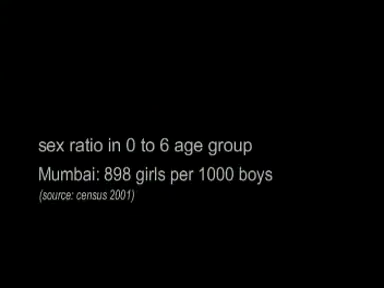 sex ratio in 0 to 6 age group
Mumbai: 898 girls per 1000 boys
(source: census 2001)